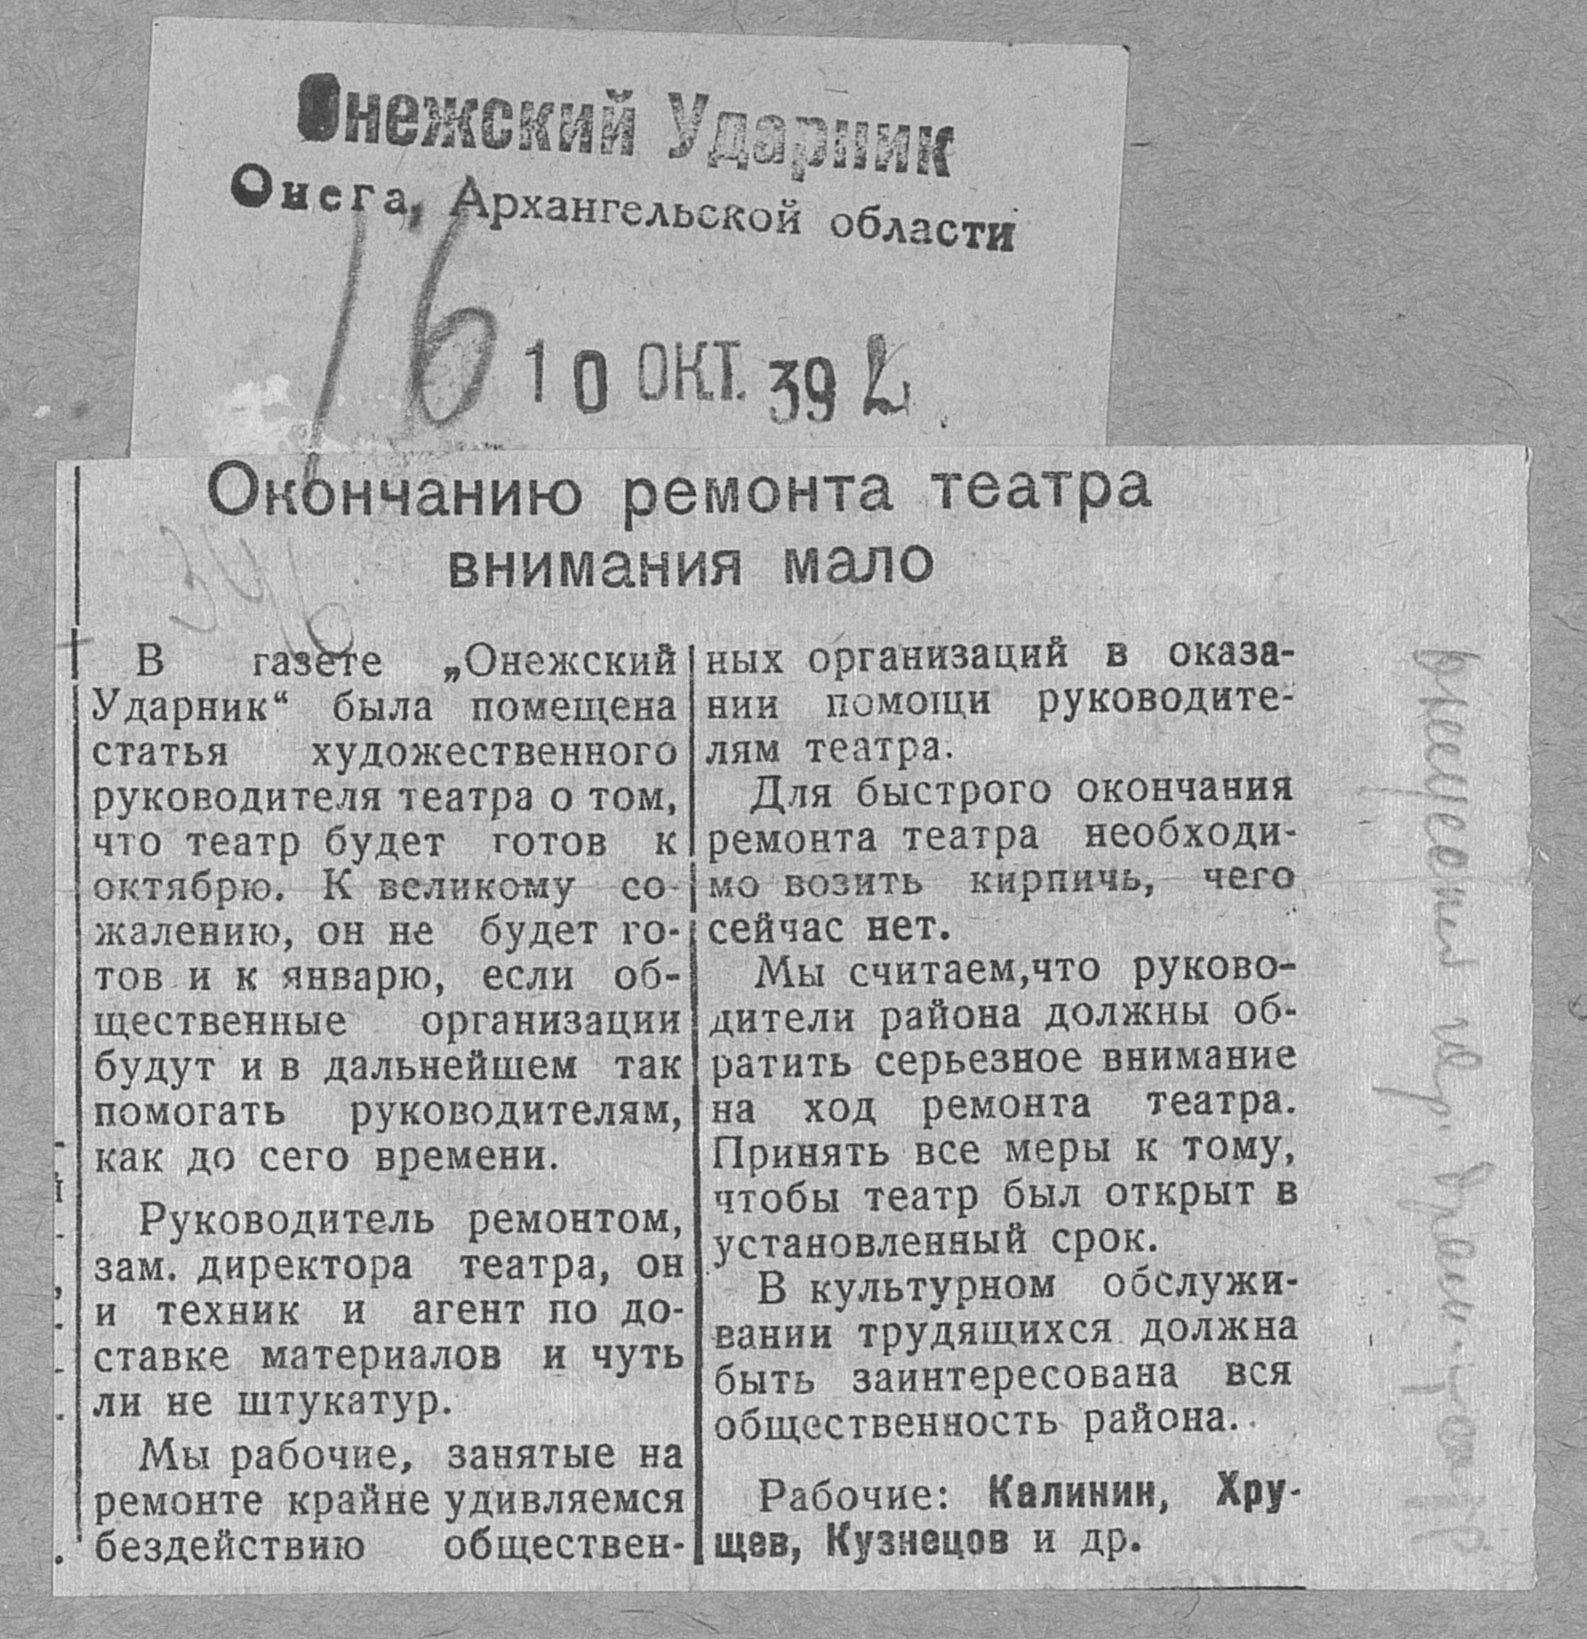 Онежский Ударник
Онега, Архангельской области
16
10 ОКТ. 39
Окончанию ремонта театра
внимания мало
В газете „Онежский
Ударник“ была помещена
статья художественного
руководителя театра о том,
что театр будет готов к
октябрю. К великому со-
жалению, он не будет го-
тов и к январю, если об-
щественные организации
будут и в дальнейшем так
помогать руководителям,
как до сего времени.
Руководитель ремонтом,
зам. директора театра, он
и техник и агент по до-
ставке материалов и чуть
ли не штукатур.
Мы рабочие, занятые на
ремонте крайне удивляемся
бездействию обществен-
ных организаций в оказа-
нии помощи руководите-
лям театра.
Для быстрого окончания
ремонта театра необходи-
мо возить кирпичь, чего
сейчас нет.
Мы считаем,что руково-
дители района должны об-
ратить серьезное внимание
на ход ремонта театра.
Принять все меры к тому,
чтобы театр был открыт в
установленный срок.
В культурном обслужи-
вании трудящихся должна
быть заинтересована вся
общественность района.
Рабочие: Калинин, Хру-
щев, Кузнецов и др.